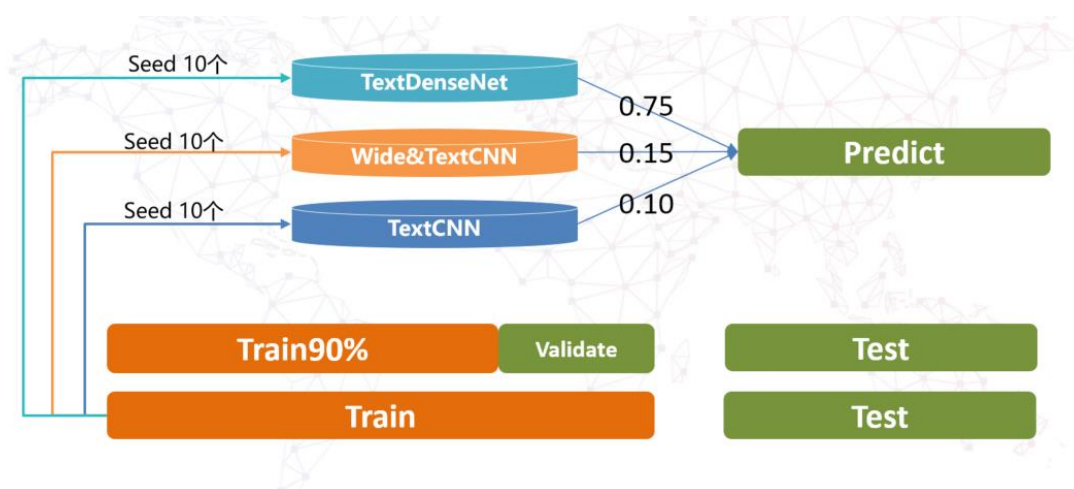 Seed 10个
TextDenseNet
0.75
Seed 10个
Wide&TextCNN
0.15
Predict
Seed 10个
TextCNN
0.10
Train90%
Validate
Test
Train
Test